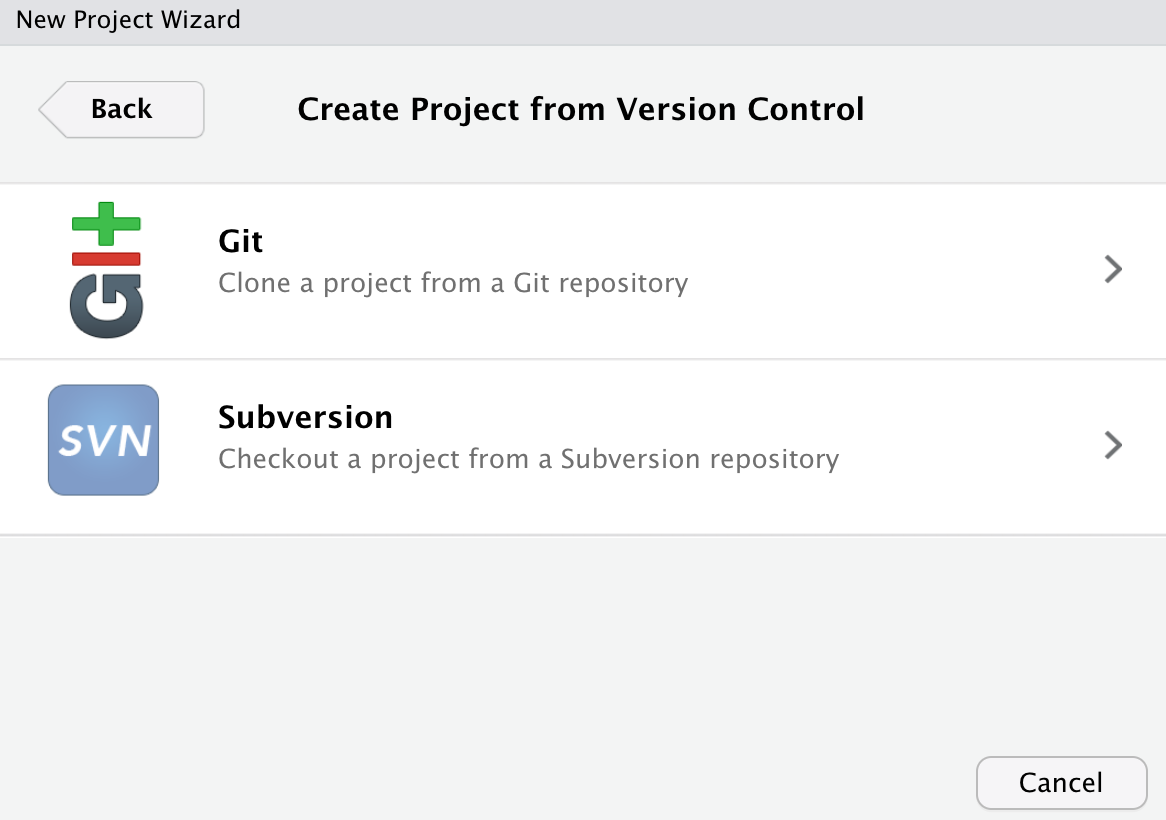 New Project Wizard
Back
Create Project from Version Control
Git
Git
Clone a project from a Git repository
SVN
Subversion
Checkout a project from a Subversion repository
Cancel